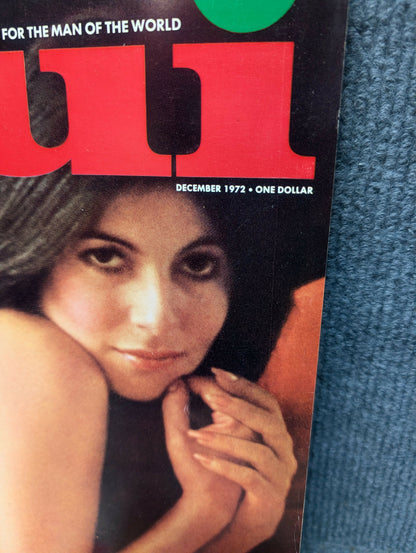 FOR THE MAN OF THE WORLD
ui
DECEMBER 1972 • ONE DOLLAR